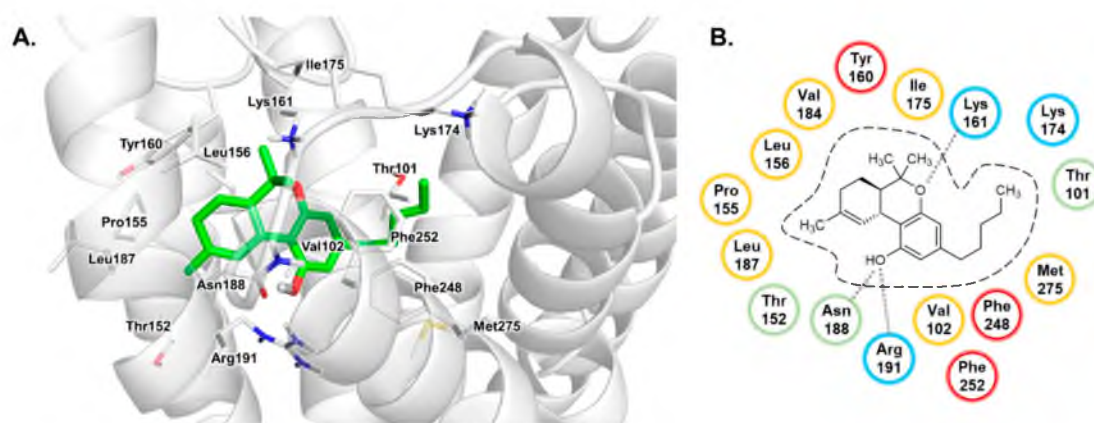 A.
Ile175
Lys161
Lys174
Tyr160
Leu156
Thr101
Pro155
Val102
Phe252
Leu187
Asn188
Phe248
Thr152
Met275
Arg191
B.
Tyr
160
Ile
175
Val
184
Lys
161
Lys
174
Leu
156
Thr
101
Pro
155
H₃C
CH₃
O
CH₃
CH₃
HO
Leu
187
Met
275
Thr
152
Asn
188
Val
102
Phe
248
Arg
191
Phe
252